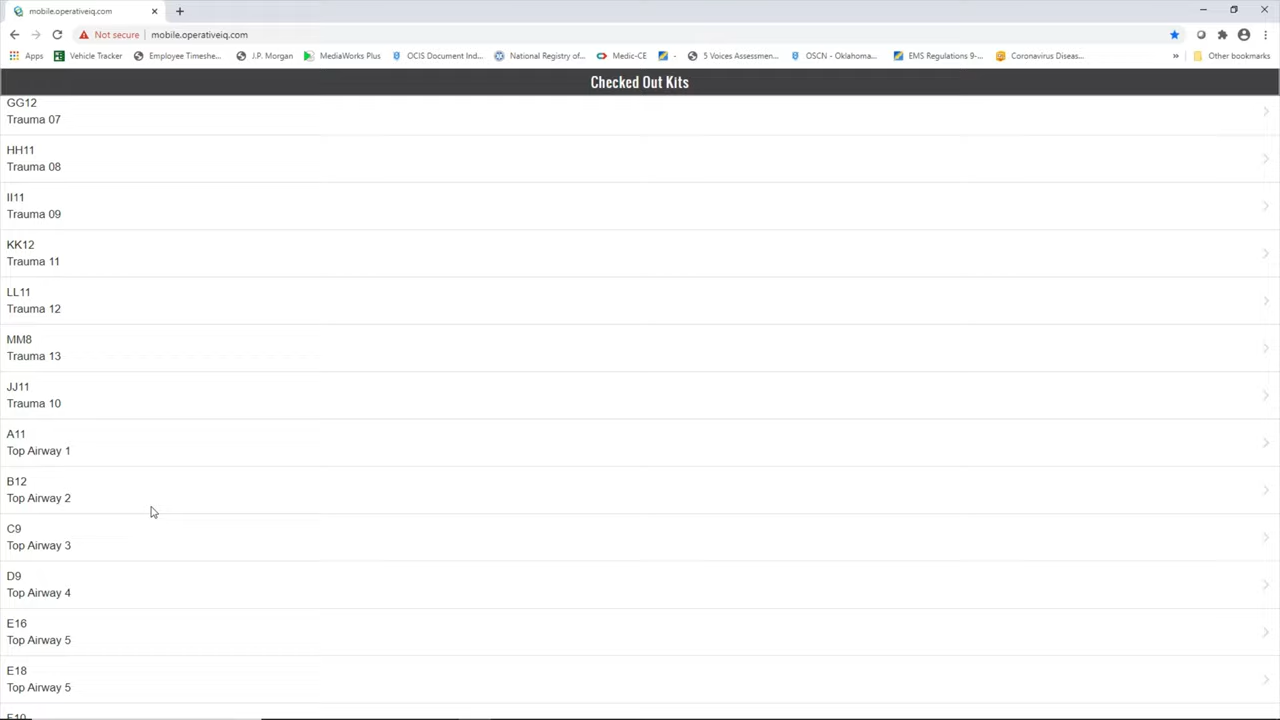 mobile.operativeiq.com
Not secure
mobile.operativeiq.com
Apps
Vehicle Tracker
Employee Timeshe...
J.P. Morgan
MediaWorks Plus
OCIS Document Ind...
National Registry of...
Medic-CE
-
5 Voices Assessmen...
OSCN - Oklahoma...
EMS Regulations 9-...
Coronavirus Diseas...
»
Other bookmarks
Checked Out Kits
GG12
Trauma 07
HH11
Trauma 08
II11
Trauma 09
KK12
Trauma 11
LL11
Trauma 12
MM8
Trauma 13
JJ11
Trauma 10
A11
Top Airway 1
B12
Top Airway 2
C9
Top Airway 3
D9
Top Airway 4
E16
Top Airway 5
E18
Top Airway 5